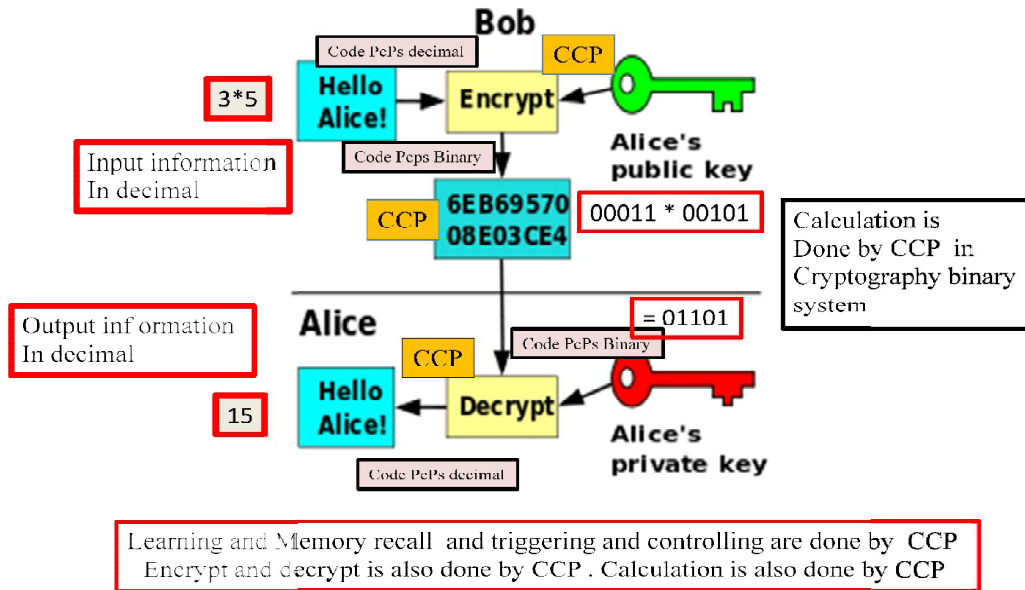 Bob
Code PcPs decimal
CCP
3*5
Hello
Alice!
Encrypt
Input information
In decimal
Code Pcps Binary
Alice's
public key
CCP
6EB69570
08E03CE4
00011 * 00101
Calculation is
Done by CCP in
Cryptography binary
system
Output inf ormation
In decimal
Alice
= 01101
Code PcPs Binary
CCP
15
Hello
Alice!
Decrypt
Alice's
private key
Code PcPs decimal
Learning and Memory recall and triggering and controlling are done by CCP
Encrypt and decrypt is also done by CCP . Calculation is also done by CCP